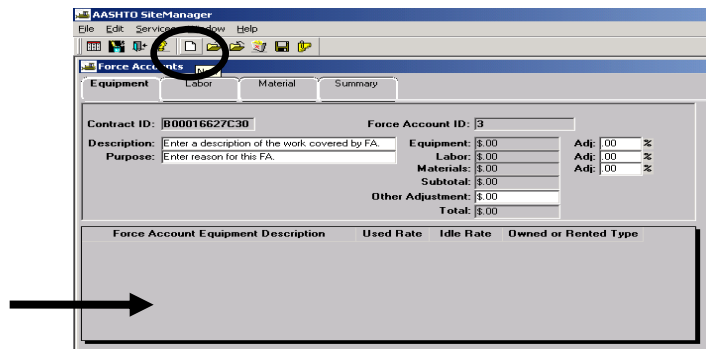 AASHTO SiteManager
File Edit Services Window Help
Force Accounts New
Equipment Labor Material Summary
Contract ID: B00016627C30 Force Account ID: 3
Description: Enter a description of the work covered by FA. Equipment: $.00 Adj: .00 %
Purpose: Enter reason for this FA. Labor: $.00 Adj: .00 %
Materials: $.00 Adj: .00 %
Subtotal: $.00
Other Adjustment: $.00
Total: $.00
Force Account Equipment Description Used Rate Idle Rate Owned or Rented Type